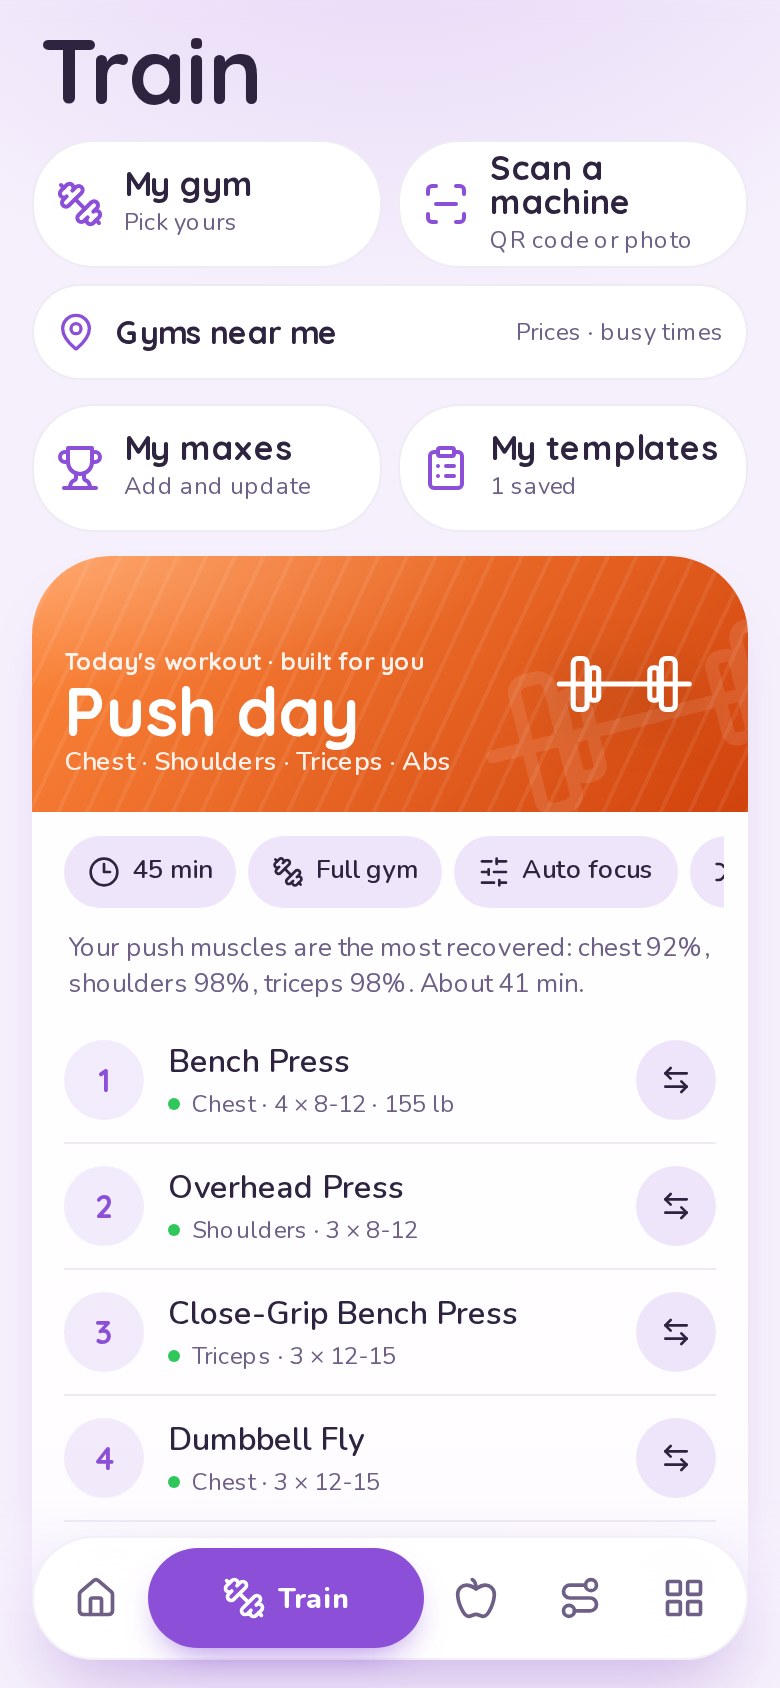 Train
My gym
Pick yours
Scan a
machine
QR code or photo
Gyms near me
Prices · busy times
My maxes
Add and update
My templates
1 saved
Today's workout · built for you
Push day
Chest · Shoulders · Triceps · Abs
45 min
Full gym
Auto focus
Your push muscles are the most recovered: chest 92%,
shoulders 98%, triceps 98%. About 41 min.
1
Bench Press
Chest · 4 × 8-12 · 155 lb
2
Overhead Press
Shoulders · 3 × 8-12
3
Close-Grip Bench Press
Triceps · 3 × 12-15
4
Dumbbell Fly
Chest · 3 × 12-15
Train